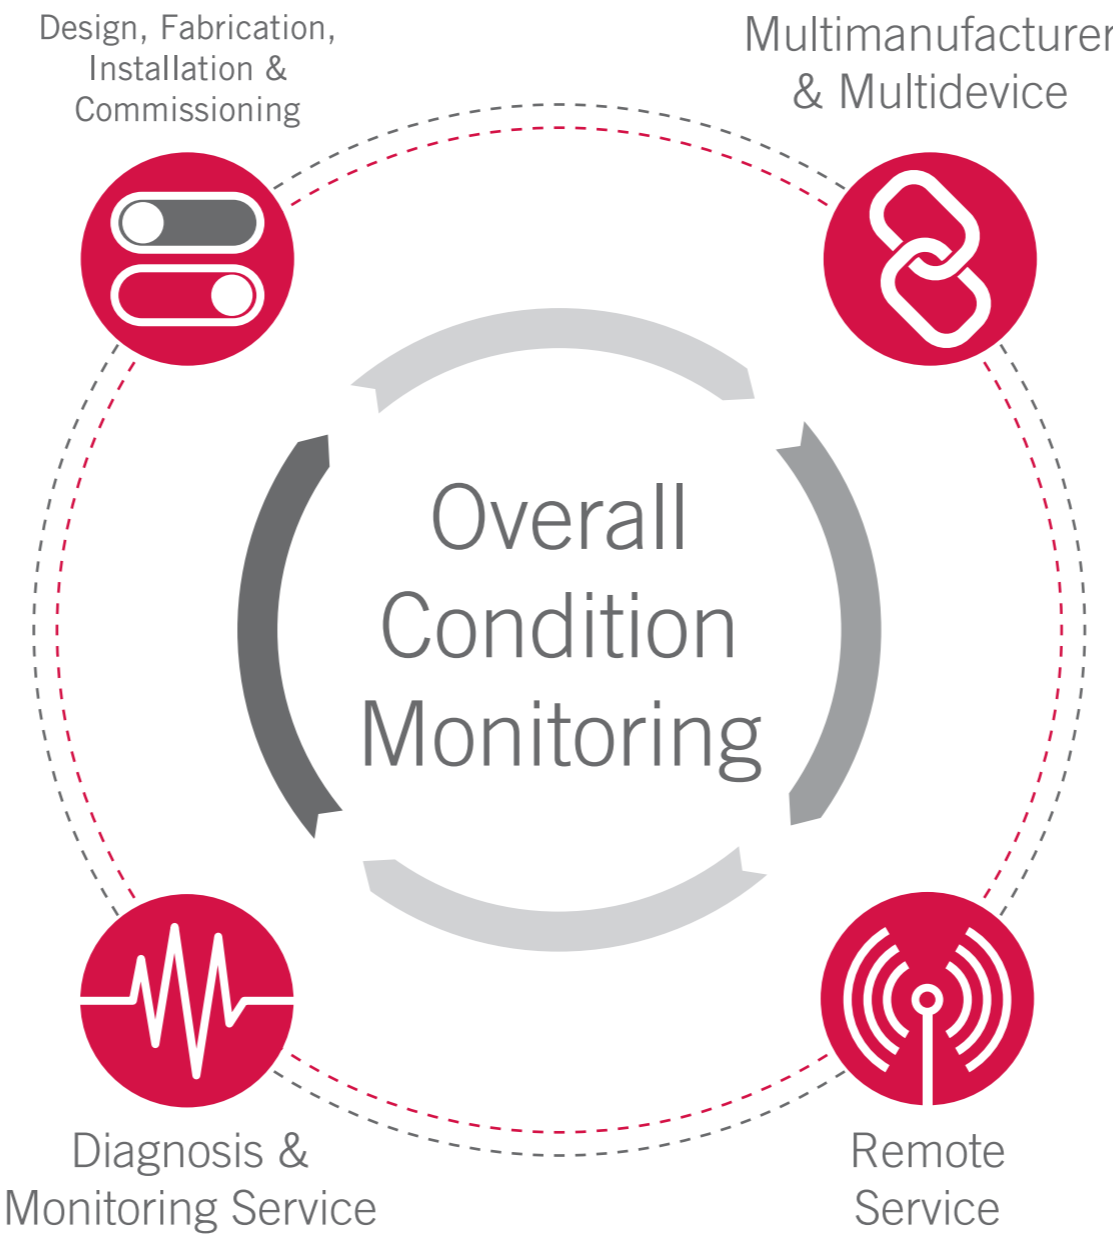 Design, Fabrication,
Installation &
Commissioning
Multimanufacturer
& Multidevice
Overall
Condition
Monitoring
Diagnosis &
Monitoring Service
Remote
Service